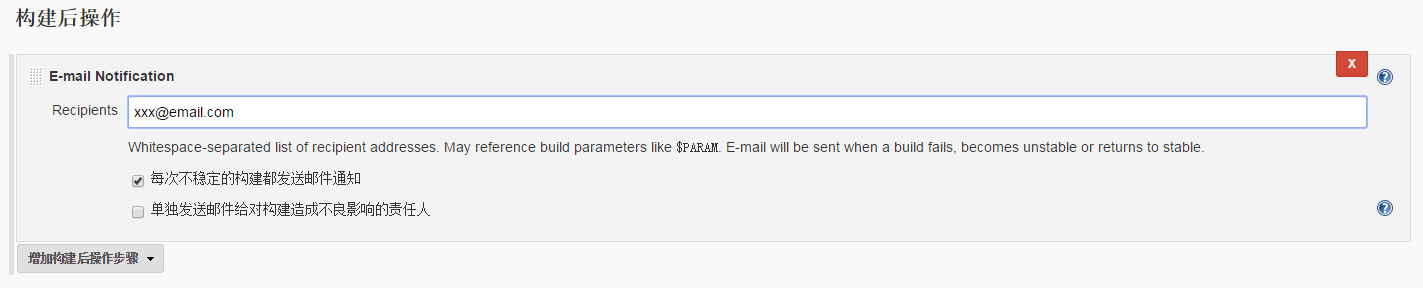 构建后操作
X
E-mail Notification
Recipients xxx@email.com
Whitespace-separated list of recipient addresses. May reference build parameters like $PARAM. E-mail will be sent when a build fails, becomes unstable or returns to stable.
每次不稳定的构建都发送邮件通知
单独发送邮件给对构建造成不良影响的责任人
增加构建后操作步骤